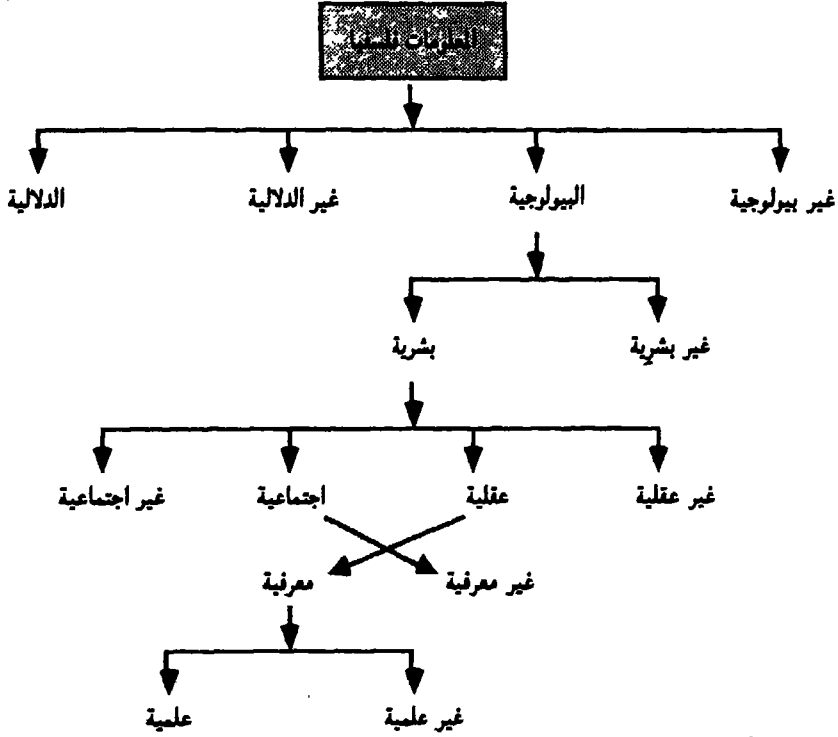 المعلومات فلسفيا
غير بيولوجية
البيولوجية
غير الدلالية
الدلالية
غير بشرية
بشرية
غير عقلية
عقلية
اجتماعية
غير اجتماعية
غير معرفية
معرفية
غير علمية
علمية